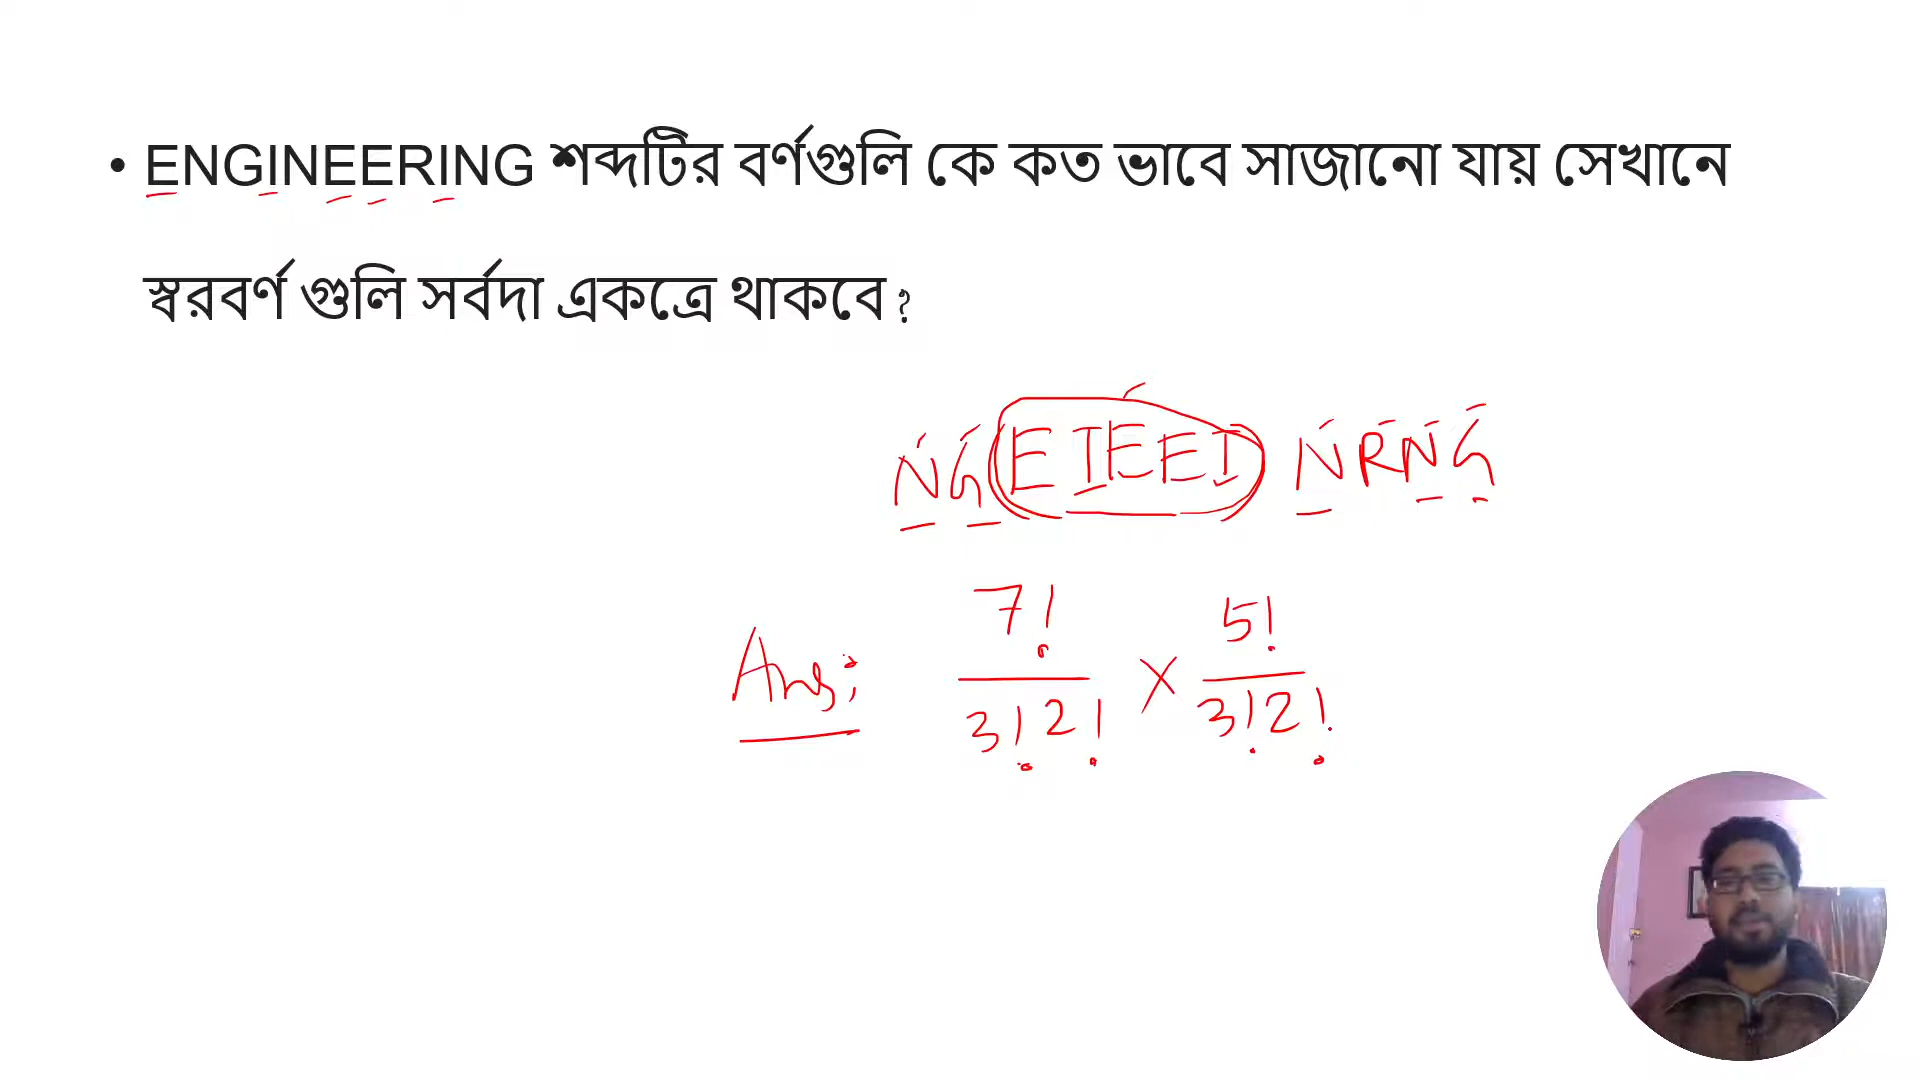 • ENGINEERING শব্দটির বর্ণগুলি কে কত ভাবে সাজানো যায় সেখানে
স্বরবর্ণ গুলি সর্বদা একত্রে থাকবে ?
NG(EIEEI) NRNG
7! 5!
Ans: × 
3!2! 3!2!